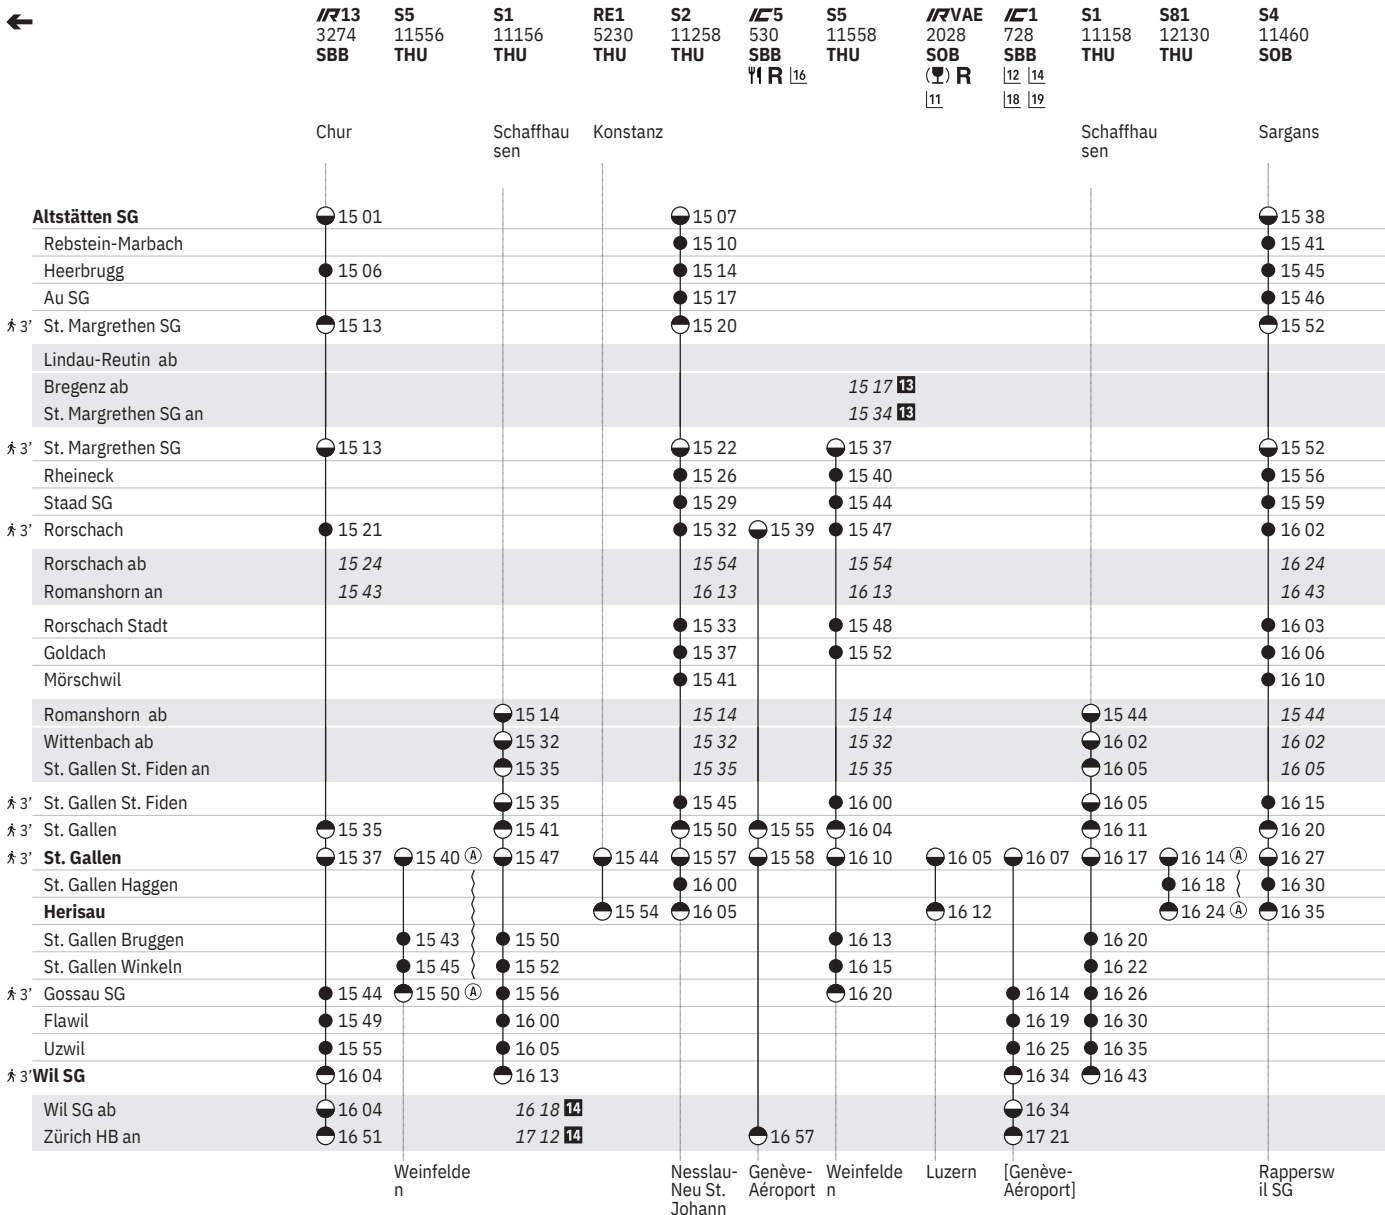 IR13 S5 S1 RE1 S2 IC5 S5 IRVAE IC1 S1 S81 S4
3274 11556 11156 5230 11258 530 11558 2028 728 11158 12130 11460
SBB THU THU THU THU SBB THU SOB SBB THU THU SOB
R 16 R 12 14
11 18 19
Chur Schaffhau Konstanz Schaffhau Sargans
sen sen
Altstätten SG 15 01 15 07 15 38
Rebstein-Marbach 15 10 15 41
Heerbrugg 15 06 15 14 15 45
Au SG 15 17 15 46
3' St. Margrethen SG 15 13 15 20 15 52
Lindau-Reutin ab
Bregenz ab 15 17 13
St. Margrethen SG an 15 34 13
3' St. Margrethen SG 15 13 15 22 15 37 15 52
Rheineck 15 26 15 40 15 56
Staad SG 15 29 15 44 15 59
3' Rorschach 15 21 15 32 15 39 15 47 16 02
Rorschach ab 15 24 15 54 15 54 16 24
Romanshorn an 15 43 16 13 16 13 16 43
Rorschach Stadt 15 33 15 48 16 03
Goldach 15 37 15 52 16 06
Mörschwil 15 41 16 10
Romanshorn ab 15 14 15 14 15 14 15 44 15 44
Wittenbach ab 15 32 15 32 15 32 16 02 16 02
St. Gallen St. Fiden an 15 35 15 35 15 35 16 05 16 05
3' St. Gallen St. Fiden 15 35 15 45 16 00 16 05 16 15
3' St. Gallen 15 35 15 41 15 50 15 55 16 04 16 11 16 20
3' St. Gallen 15 37 15 40 Ⓐ 15 47 15 44 15 57 15 58 16 10 16 05 16 07 16 17 16 14 Ⓐ 16 27
St. Gallen Haggen 16 00 16 18 16 30
Herisau 15 54 16 05 16 12 16 24 Ⓐ 16 35
St. Gallen Bruggen 15 43 15 50 16 13 16 20
St. Gallen Winkeln 15 45 15 52 16 15 16 22
3' Gossau SG 15 44 15 50 Ⓐ 15 56 16 20 16 14 16 26
Flawil 15 49 16 00 16 19 16 30
Uzwil 15 55 16 05 16 25 16 35
3' Wil SG 16 04 16 13 16 34 16 43
Wil SG ab 16 04 16 18 14 16 34
Zürich HB an 16 51 17 12 14 16 57 17 21
Weinfelde Nesslau- Genève- Weinfelde Luzern [Genève- Rappersw
n Neu St. Aéroport n Aéroport] il SG
Johann